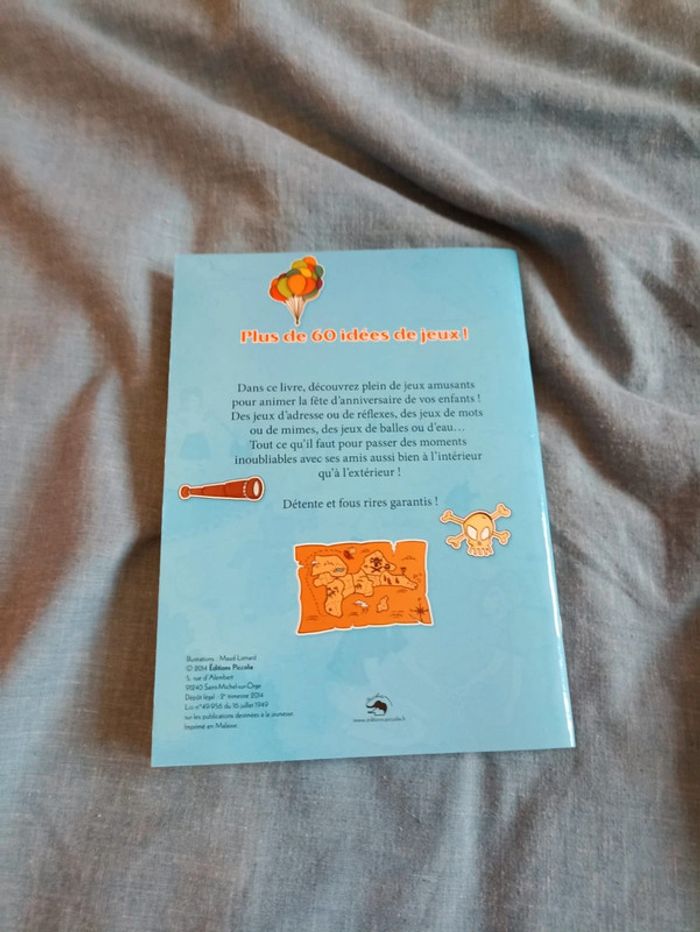 Plus de 60 idées de jeux !
Dans ce livre, découvrez plein de jeux amusants
pour animer la fête d'anniversaire de vos enfants !
Des jeux d'adresse ou de réflexes, des jeux de mots
ou de mimes, des jeux de balles ou d'eau...
Tout ce qu'il faut pour passer des moments
inoubliables avec ses amis aussi bien à l'intérieur
qu'à l'extérieur !
Détente et fous rires garantis !
Illustrations : Maud Lienard
© 2014 Éditions Piccolia
5, rue d'Alembert
91240 Saint-Michel-sur-Orge
Dépôt légal : 2e trimestre 2014
Loi n°49-956 du 16 juillet 1949
sur les publications destinées à la jeunesse.
Imprimé en Malaisie.
www.editions-piccolia.fr